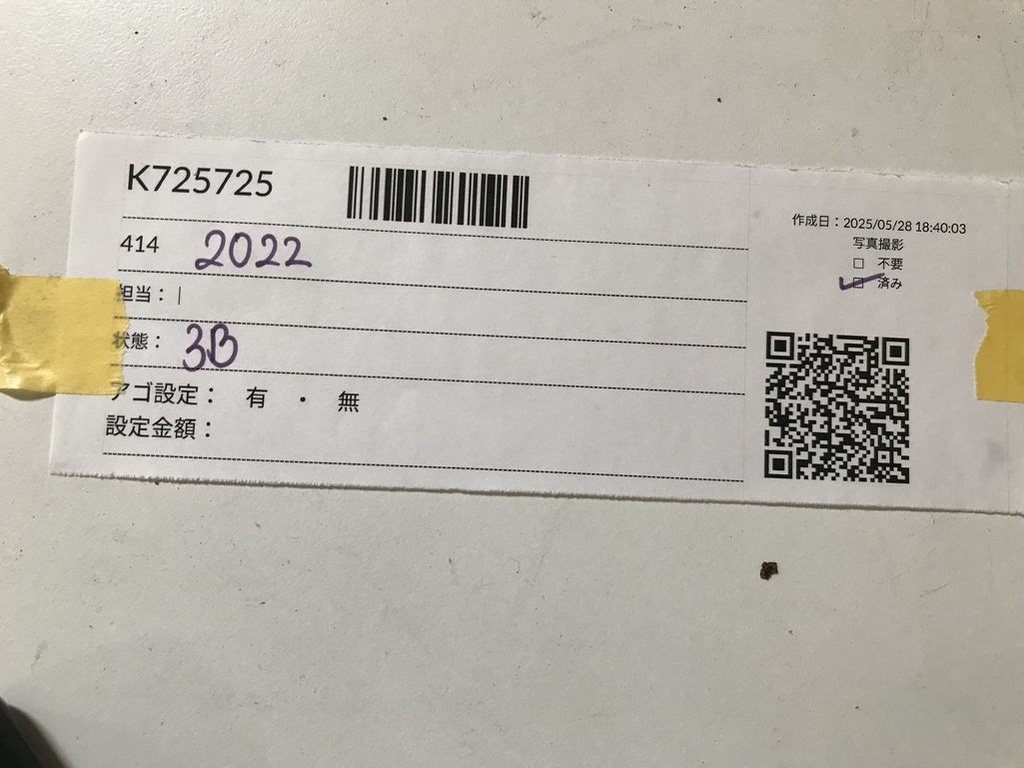 K725725
414 2022
担当：|
状態： 3B
アゴ設定： 有 ・ 無
設定金額：
作成日：2025/05/28 18:40:03
写真撮影
□ 不要
☑ 済み